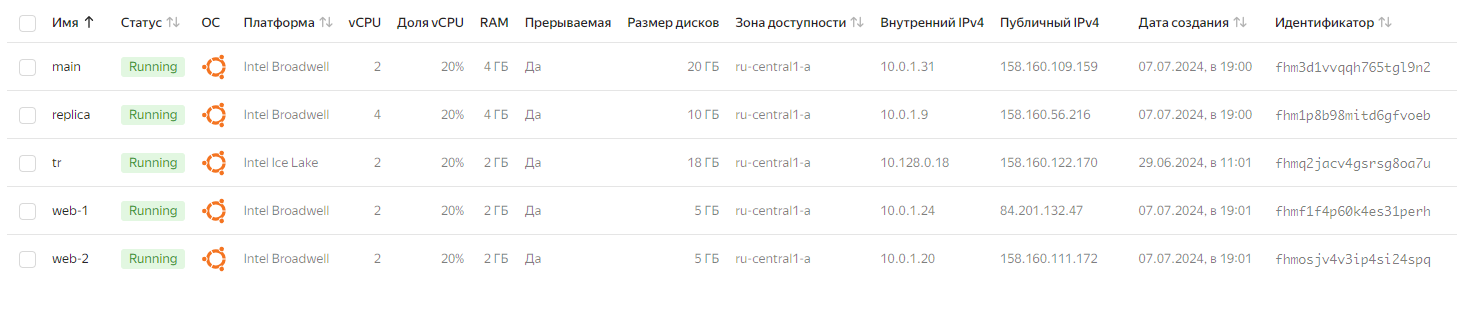 Имя ↑ Статус ↑↓ ОС Платформа ↑↓ vCPU Доля vCPU RAM Прерываемая Размер дисков Зона доступности ↑↓ Внутренний IPv4 Публичный IPv4 Дата создания ↑↓ Идентификатор ↑↓
main Running Intel Broadwell 2 20% 4 ГБ Да 20 ГБ ru-central1-a 10.0.1.31 158.160.109.159 07.07.2024, в 19:00 fhm3d1vvqqh765tgl9n2
replica Running Intel Broadwell 4 20% 4 ГБ Да 10 ГБ ru-central1-a 10.0.1.9 158.160.56.216 07.07.2024, в 19:00 fhm1p8b98mitd6gfvoeb
tr Running Intel Ice Lake 2 20% 2 ГБ Да 18 ГБ ru-central1-a 10.128.0.18 158.160.122.170 29.06.2024, в 11:01 fhmq2jacv4gsrsg8oa7u
web-1 Running Intel Broadwell 2 20% 2 ГБ Да 5 ГБ ru-central1-a 10.0.1.24 84.201.132.47 07.07.2024, в 19:01 fhmf1f4p60k4es31perh
web-2 Running Intel Broadwell 2 20% 2 ГБ Да 5 ГБ ru-central1-a 10.0.1.20 158.160.111.172 07.07.2024, в 19:01 fhmosjv4v3ip4si24spq